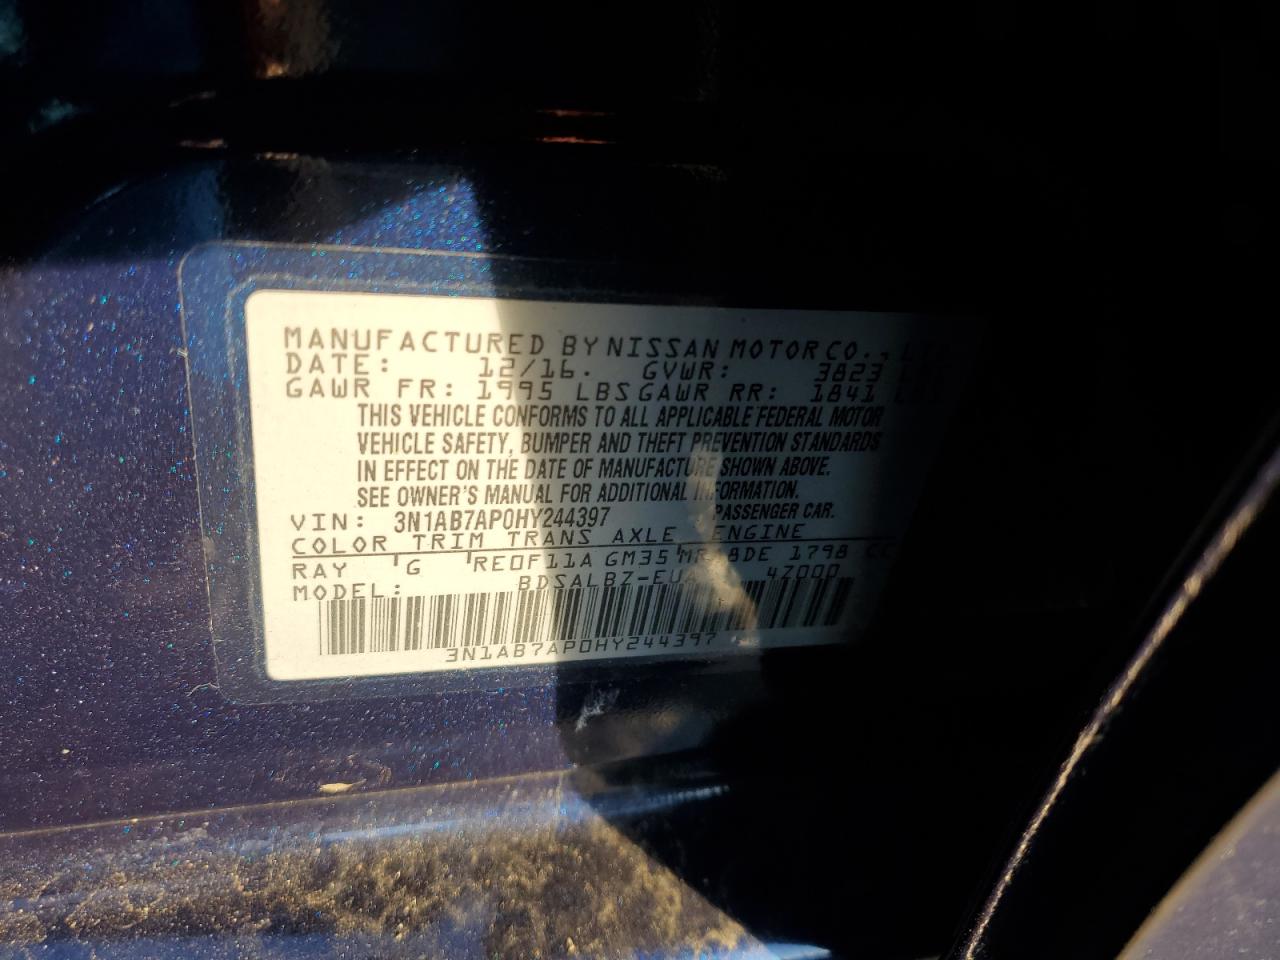 MANUFACTURED BY NISSAN MOTOR CO., LTD.
DATE: 12/16. GVWR: 3823 LBS
GAWR FR: 1995 LBS GAWR RR: 1841 LBS
THIS VEHICLE CONFORMS TO ALL APPLICABLE FEDERAL MOTOR
VEHICLE SAFETY, BUMPER AND THEFT PREVENTION STANDARDS
IN EFFECT ON THE DATE OF MANUFACTURE SHOWN ABOVE.
SEE OWNER'S MANUAL FOR ADDITIONAL INFORMATION.
VIN: 3N1AB7AP0HY244397 PASSENGER CAR.
COLOR TRIM TRANS AXLE ENGINE
RAY G RE0F11A GM35 1798 CC
MODEL: 47000
3N1AB7AP0HY244397